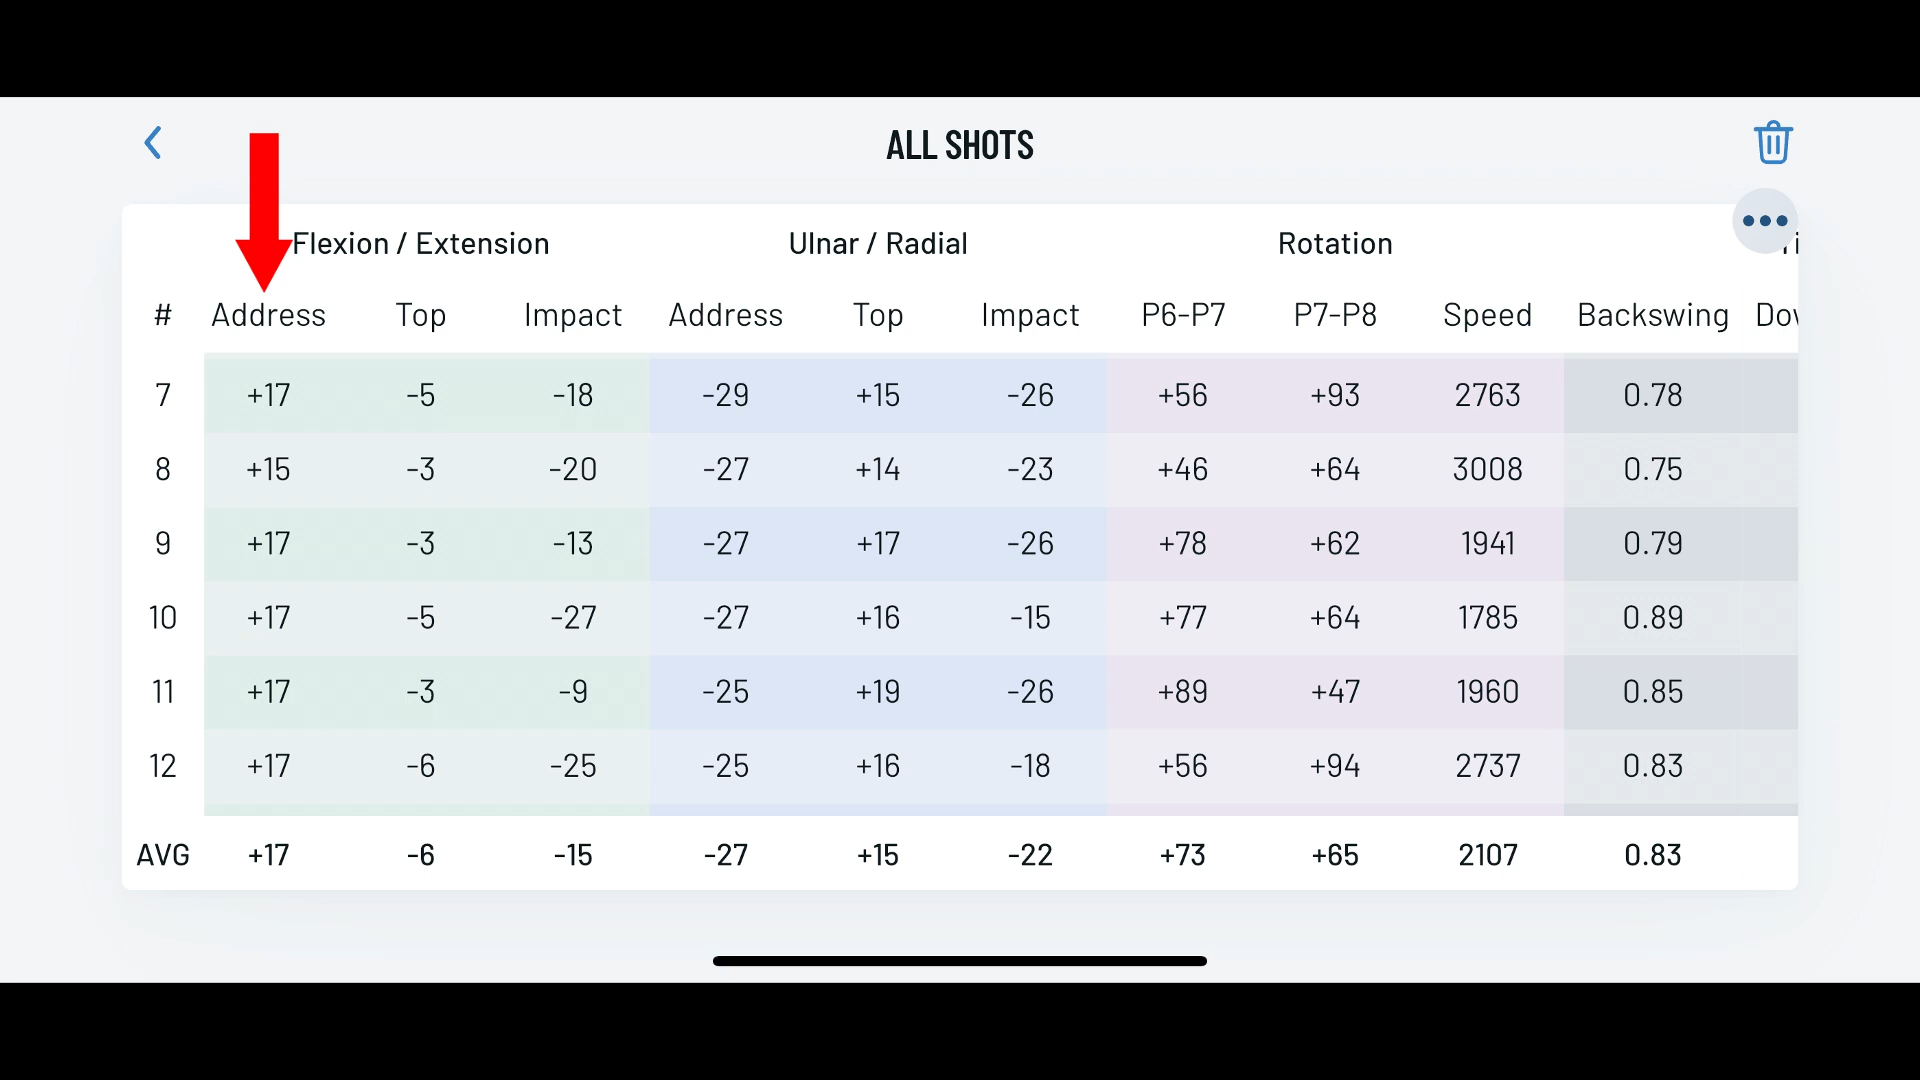 ALL SHOTS
Flexion / Extension Ulnar / Radial Rotation
# Address Top Impact Address Top Impact P6-P7 P7-P8 Speed Backswing
7 +17 -5 -18 -29 +15 -26 +56 +93 2763 0.78
8 +15 -3 -20 -27 +14 -23 +46 +64 3008 0.75
9 +17 -3 -13 -27 +17 -26 +78 +62 1941 0.79
10 +17 -5 -27 -27 +16 -15 +77 +64 1785 0.89
11 +17 -3 -9 -25 +19 -26 +89 +47 1960 0.85
12 +17 -6 -25 -25 +16 -18 +56 +94 2737 0.83
AVG +17 -6 -15 -27 +15 -22 +73 +65 2107 0.83